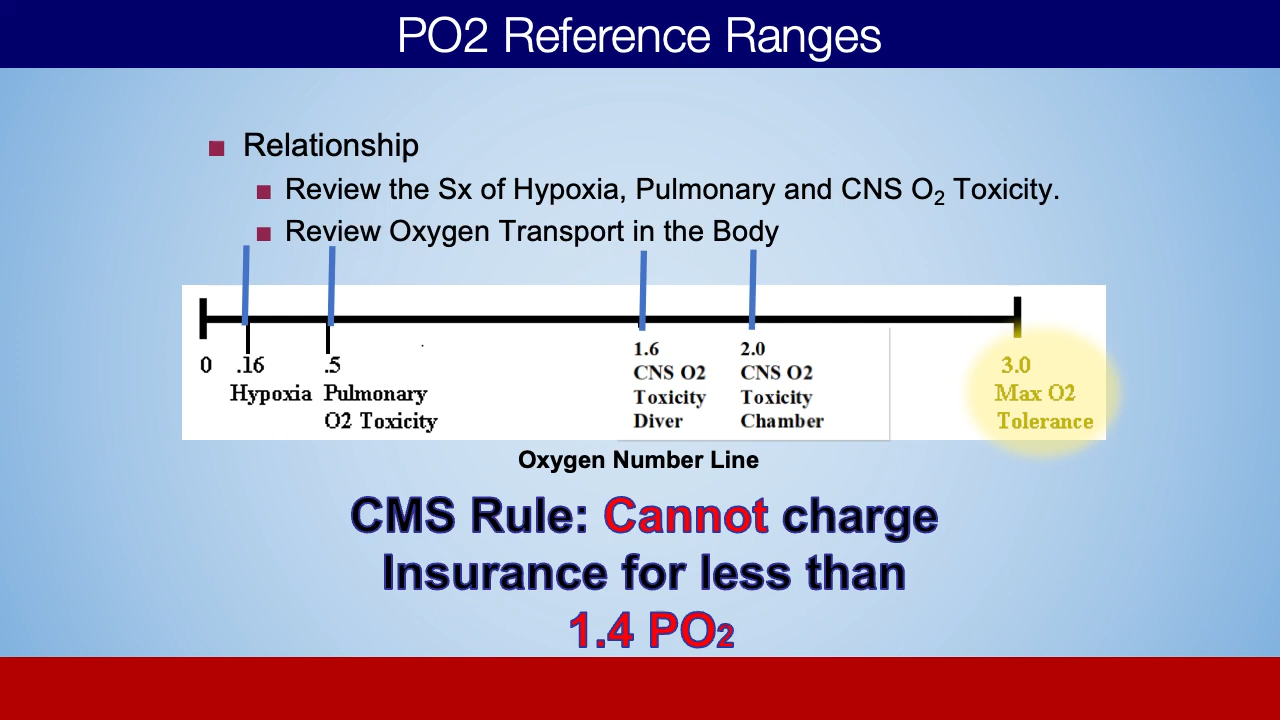 PO2 Reference Ranges
Relationship
Review the Sx of Hypoxia, Pulmonary and CNS O₂ Toxicity.
Review Oxygen Transport in the Body
0
.16
Hypoxia
.5
Pulmonary
O2 Toxicity
1.6
CNS O2
Toxicity
Diver
2.0
CNS O2
Toxicity
Chamber
3.0
Max O2
Tolerance
Oxygen Number Line
CMS Rule: Cannot charge
Insurance for less than
1.4 PO₂